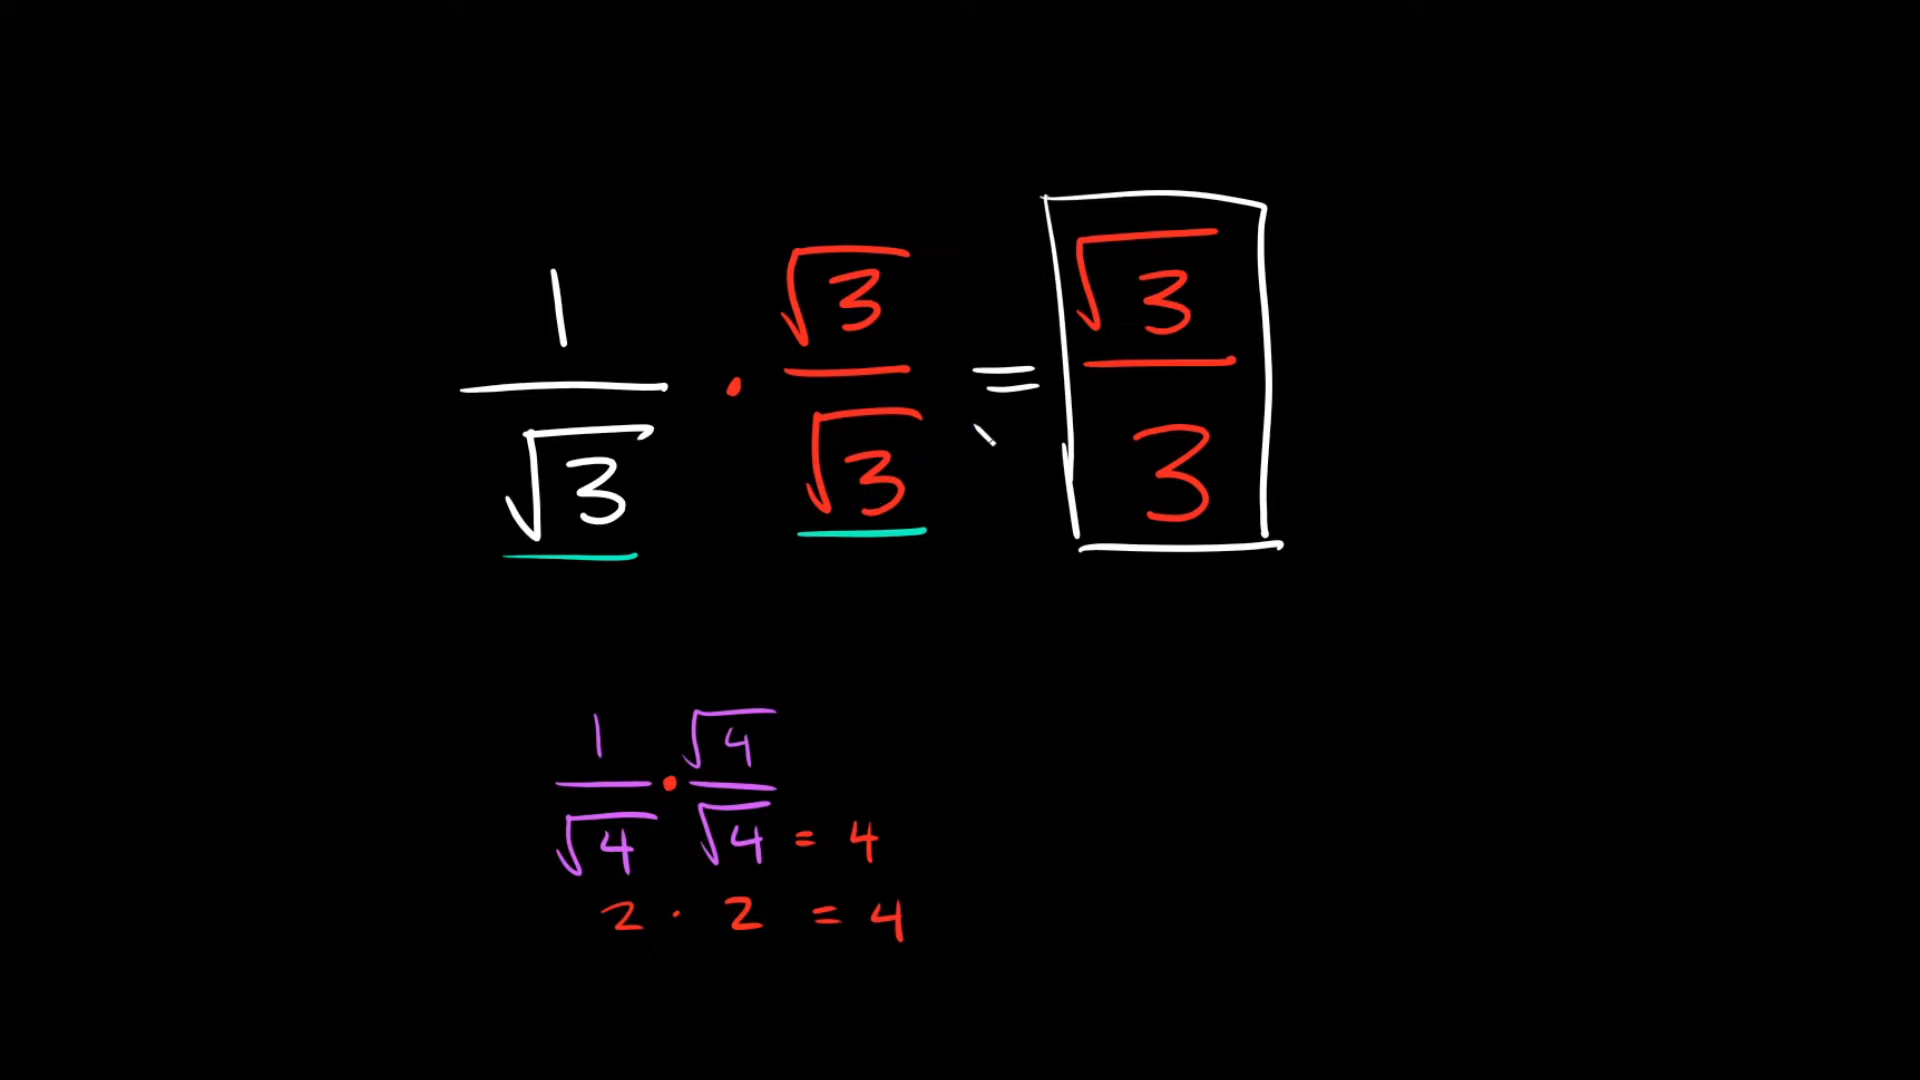 1/√3 · √3/√3 = √3/3
1/√4 · √4/√4 = 4
2 · 2 = 4